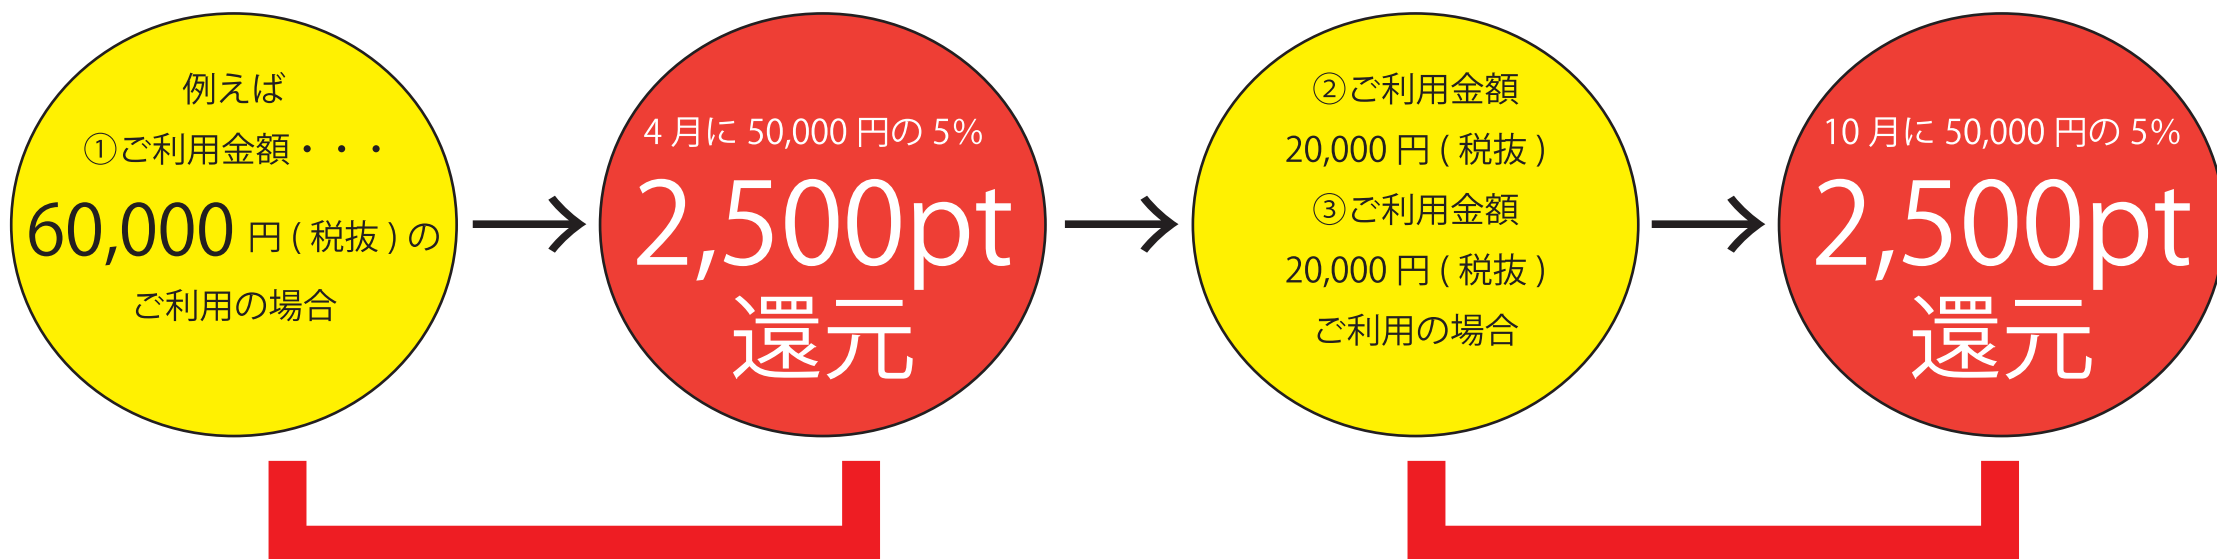 例えば
①ご利用金額・・・
60,000 円 ( 税抜 ) の
ご利用の場合
4 月に 50,000 円の 5%
2,500pt
還元
②ご利用金額
20,000 円 ( 税抜 )
③ご利用金額
20,000 円 ( 税抜 )
ご利用の場合
10 月に 50,000 円の 5%
2,500pt
還元